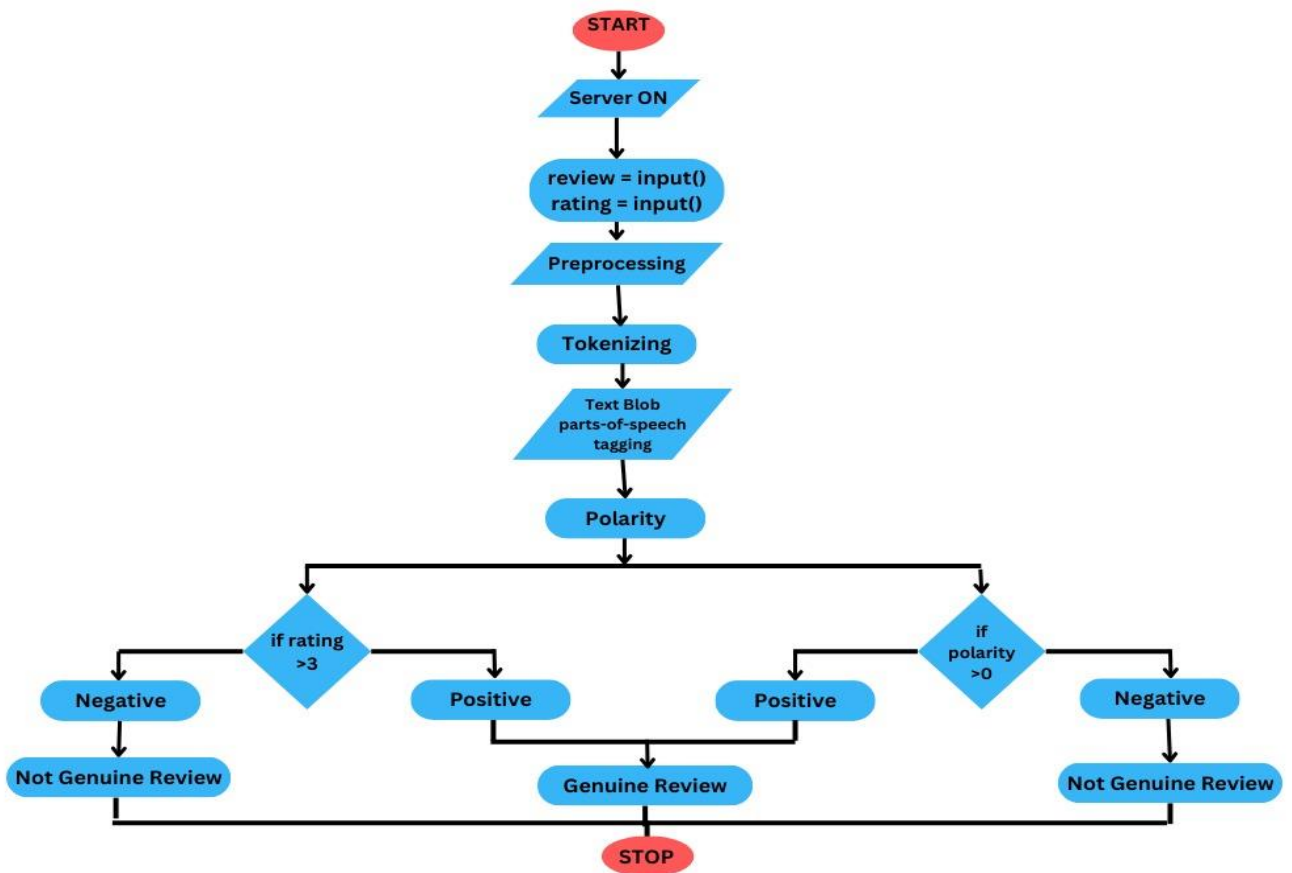 START
Server ON
review = input()
rating = input()
Preprocessing
Tokenizing
Text Blob
parts-of-speech
tagging
Polarity
if rating
>3
if
polarity
>0
Negative
Positive
Positive
Negative
Not Genuine Review
Genuine Review
Not Genuine Review
STOP